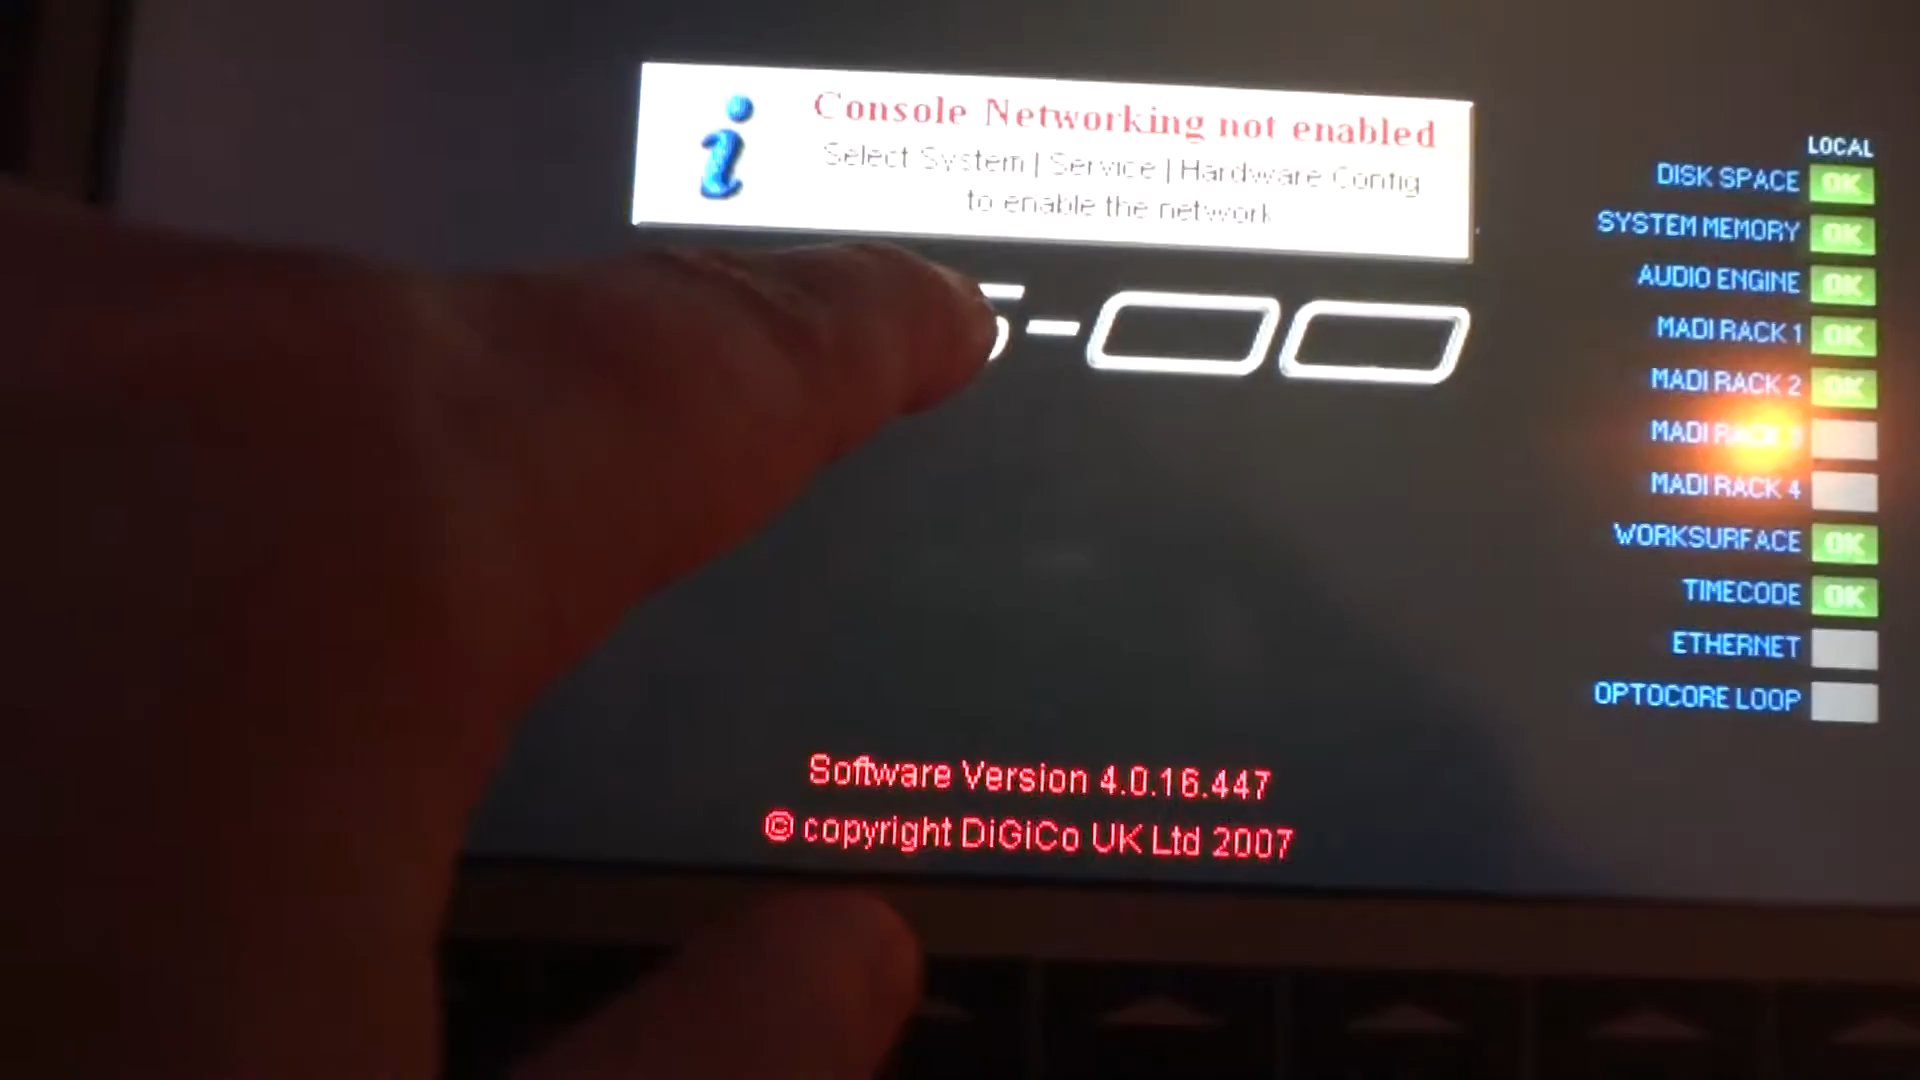 Console Networking not enabled
Select System | Service | Hardware Config
to enable the network
LOCAL
DISK SPACE OK
SYSTEM MEMORY OK
AUDIO ENGINE OK
MADI RACK 1 OK
MADI RACK 2 OK
MADI
MADI RACK 4
WORKSURFACE OK
TIMECODE OK
ETHERNET
OPTOCORE LOOP
Software Version 4.0.16.447
© copyright DiGiCo UK Ltd 2007